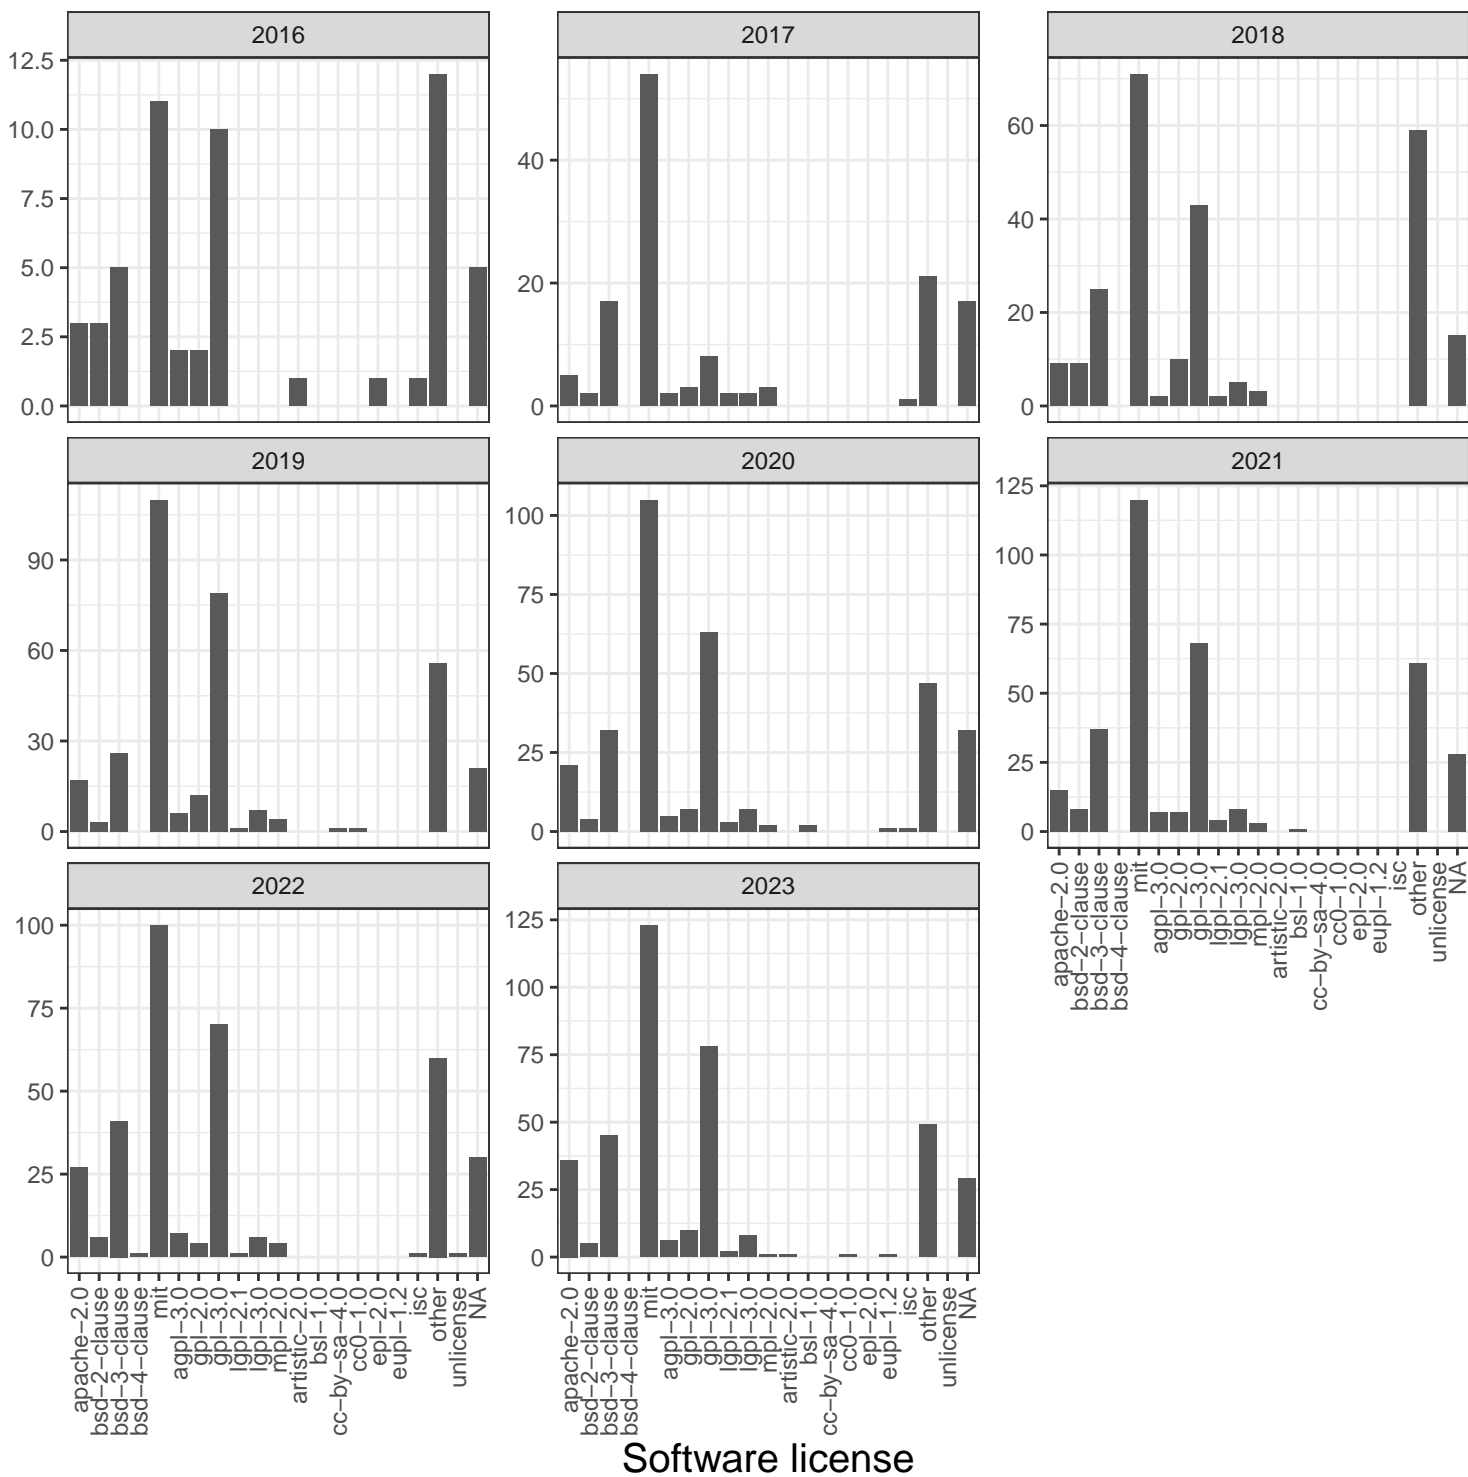 2016
2017
2018
12.5
10.0
7.5
5.0
2.5
0.0
40
20
0
60
40
20
0
2019
2020
2021
90
60
30
0
100
75
50
25
0
125
100
75
50
25
0
apache−2.0
bsd−2−clause
bsd−3−clause
bsd−4−clause
mit
agpl−3.0
gpl−2.0
gpl−3.0
lgpl−2.1
lgpl−3.0
mpl−2.0
artistic−2.0
bsl−1.0
cc−by−sa−4.0
cc0−1.0
epl−2.0
eupl−1.2
isc
other
unlicense
NA
2022
2023
100
75
50
25
0
125
100
75
50
25
0
apache−2.0
bsd−2−clause
bsd−3−clause
bsd−4−clause
mit
agpl−3.0
gpl−2.0
gpl−3.0
lgpl−2.1
lgpl−3.0
mpl−2.0
artistic−2.0
bsl−1.0
cc−by−sa−4.0
cc0−1.0
epl−2.0
eupl−1.2
isc
other
unlicense
NA
apache−2.0
bsd−2−clause
bsd−3−clause
bsd−4−clause
mit
agpl−3.0
gpl−2.0
gpl−3.0
lgpl−2.1
lgpl−3.0
mpl−2.0
artistic−2.0
bsl−1.0
cc−by−sa−4.0
cc0−1.0
epl−2.0
eupl−1.2
isc
other
unlicense
NA
Software license